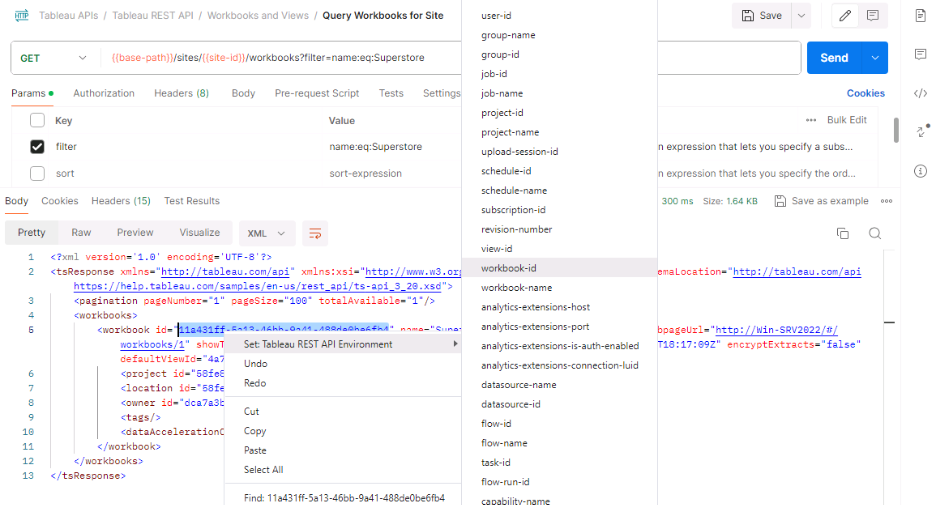 HTTP Tableau APIs / Tableau REST API / Workbooks and Views / Query Workbooks for Site
Save
GET
{{base-path}}/sites/{{site-id}}/workbooks?filter=name:eq:Superstore
Send
Params Authorization Headers (8) Body Pre-request Script Tests Settings
Cookies
Key Value
Bulk Edit
filter name:eq:Superstore
n expression that lets you specify a subs...
sort sort-expression
n expression that lets you specify the ord...
Body Cookies Headers (15) Test Results
300 ms Size: 1.64 KB Save as example
Pretty Raw Preview Visualize XML
1 <?xml version='1.0' encoding='UTF-8'?>
2 <tsResponse xmlns="http://tableau.com/api" xmlns:xsi="http://www.w3.org
emaLocation="http://tableau.com/api
https://help.tableau.com/samples/en-us/rest_api/ts-api_3_20.xsd">
3 <pagination pageNumber="1" pageSize="100" totalAvailable="1"/>
4 <workbooks>
5 <workbook id="11a431ff-5a13-46bb-9a41-488de0be6fb4" name="Supe
bpageUrl="http://Win-SRV2022/#/
workbooks/1" showT
T18:17:09Z" encryptExtracts="false"
defaultViewId="4a7
6 <project id="58fe8
7 <location id="58fe
8 <owner id="dca7a3b
9 <tags/>
10 <dataAccelerationC
11 </workbook>
12 </workbooks>
13 </tsResponse>
Set: Tableau REST API Environment
Undo
Redo
Cut
Copy
Paste
Select All
Find: 11a431ff-5a13-46bb-9a41-488de0be6fb4
user-id
group-name
group-id
job-id
job-name
project-id
project-name
upload-session-id
schedule-id
schedule-name
subscription-id
revision-number
view-id
workbook-id
workbook-name
analytics-extensions-host
analytics-extensions-port
analytics-extensions-is-auth-enabled
analytics-extensions-connection-luid
datasource-name
datasource-id
flow-id
flow-name
task-id
flow-run-id
capability-name